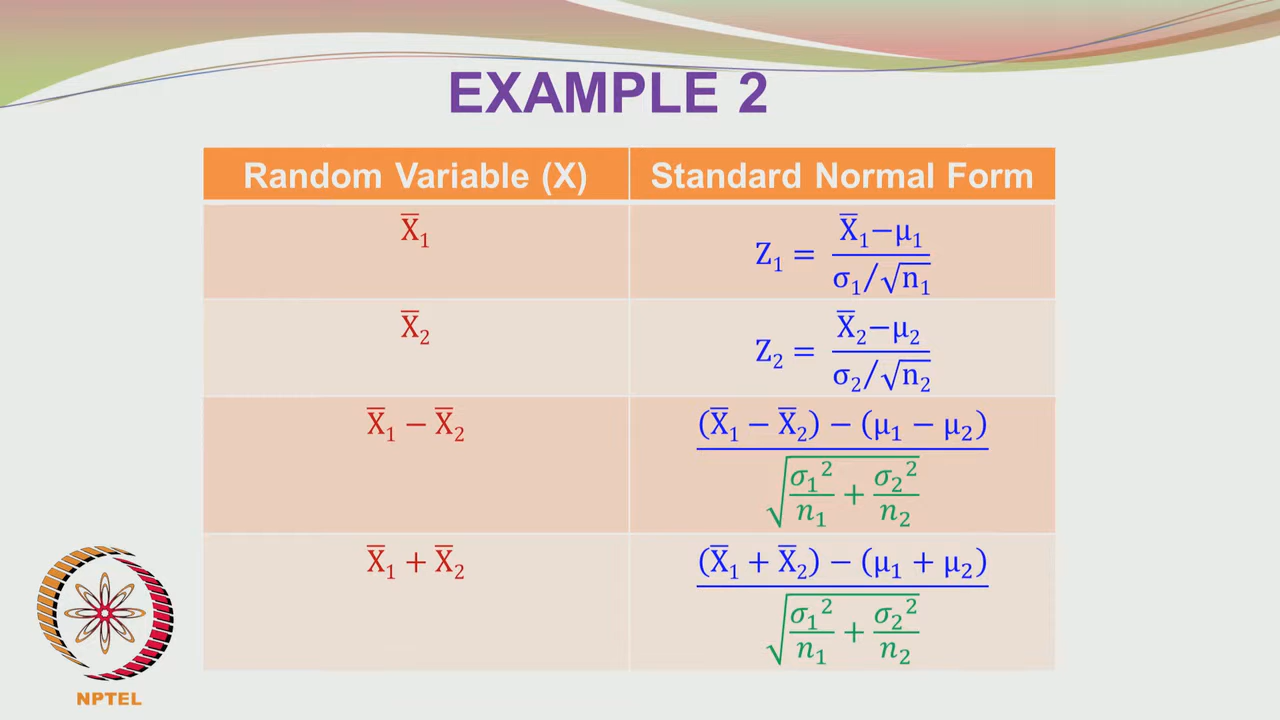 EXAMPLE 2
Random Variable (X) Standard Normal Form
X̅₁ Z₁ = (X̅₁−μ₁)/(σ₁/√n₁)
X̅₂ Z₂ = (X̅₂−μ₂)/(σ₂/√n₂)
X̅₁ − X̅₂ ((X̅₁ − X̅₂) − (μ₁ − μ₂))/√(σ₁²/n₁ + σ₂²/n₂)
X̅₁ + X̅₂ ((X̅₁ + X̅₂) − (μ₁ + μ₂))/√(σ₁²/n₁ + σ₂²/n₂)
NPTEL